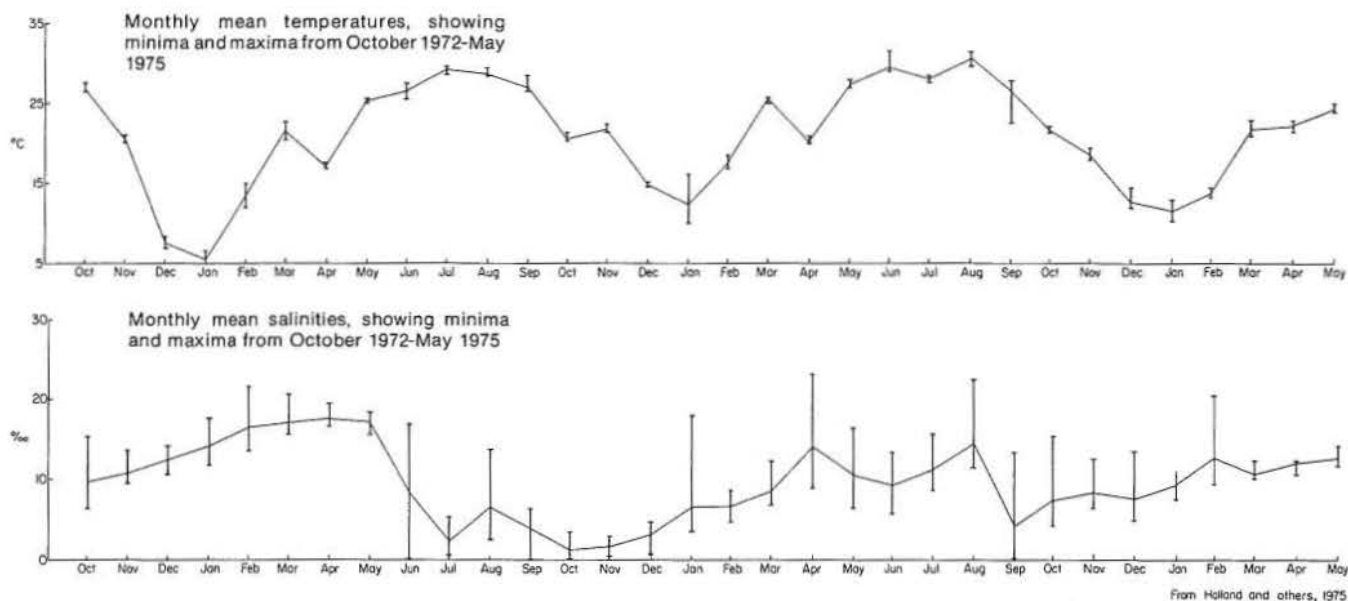 Monthly mean temperatures, showing
minima and maxima from October 1972-May
1975
35
25
°C
15
5
Oct Nov Dec Jan Feb Mar Apr May Jun Jul Aug Sep Oct Nov Dec Jan Feb Mar Apr May Jun Jul Aug Sep Oct Nov Dec Jan Feb Mar Apr May
Monthly mean salinities, showing minima
and maxima from October 1972-May 1975
30
20
‰
10
0
Oct Nov Dec Jan Feb Mar Apr May Jun Jul Aug Sep Oct Nov Dec Jan Feb Mar Apr May Jun Jul Aug Sep Oct Nov Dec Jan Feb Mar Apr May
From Holland and others, 1975